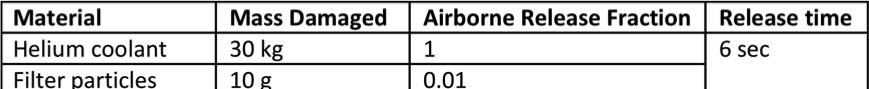 Material Mass Damaged Airborne Release Fraction Release time
Helium coolant 30 kg 1 6 sec
Filter particles 10 g 0.01